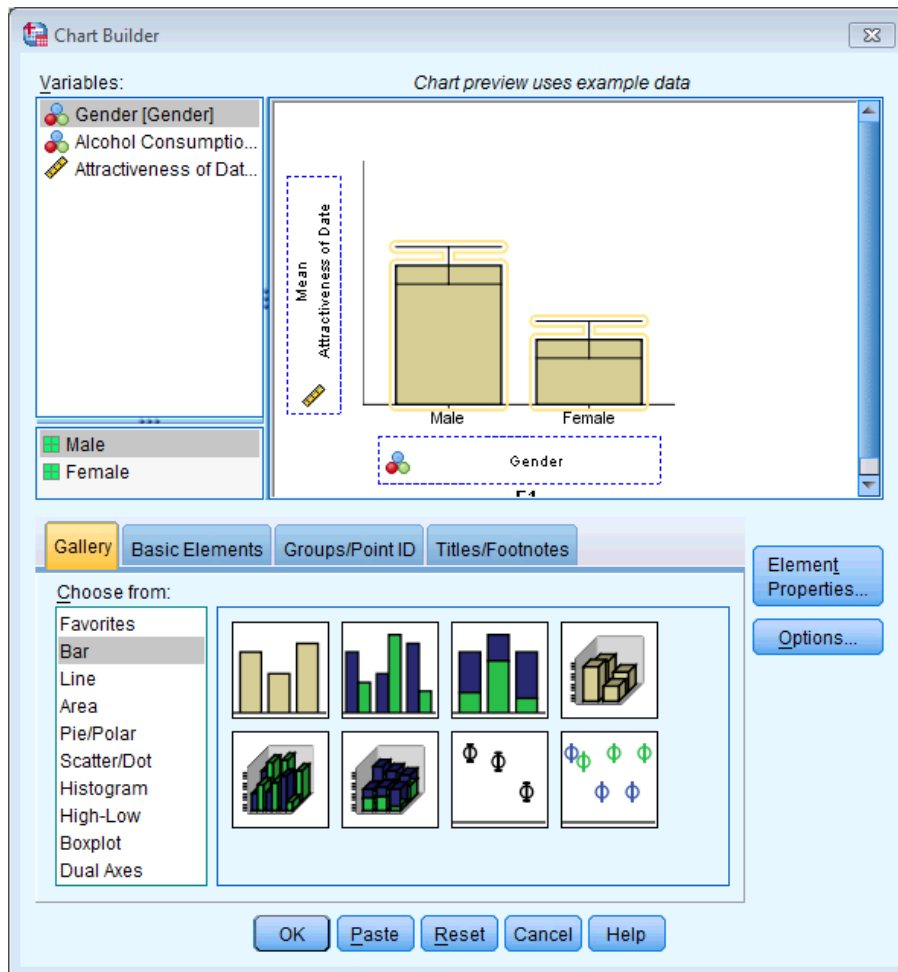 Chart Builder
Variables:
Chart preview uses example data
Gender [Gender]
Alcohol Consumptio...
Attractiveness of Dat...
Mean
Attractiveness of Date
Male
Female
Gender
Male
Female
Gallery
Basic Elements
Groups/Point ID
Titles/Footnotes
Element
Properties...
Options...
Choose from:
Favorites
Bar
Line
Area
Pie/Polar
Scatter/Dot
Histogram
High-Low
Boxplot
Dual Axes
OK
Paste
Reset
Cancel
Help